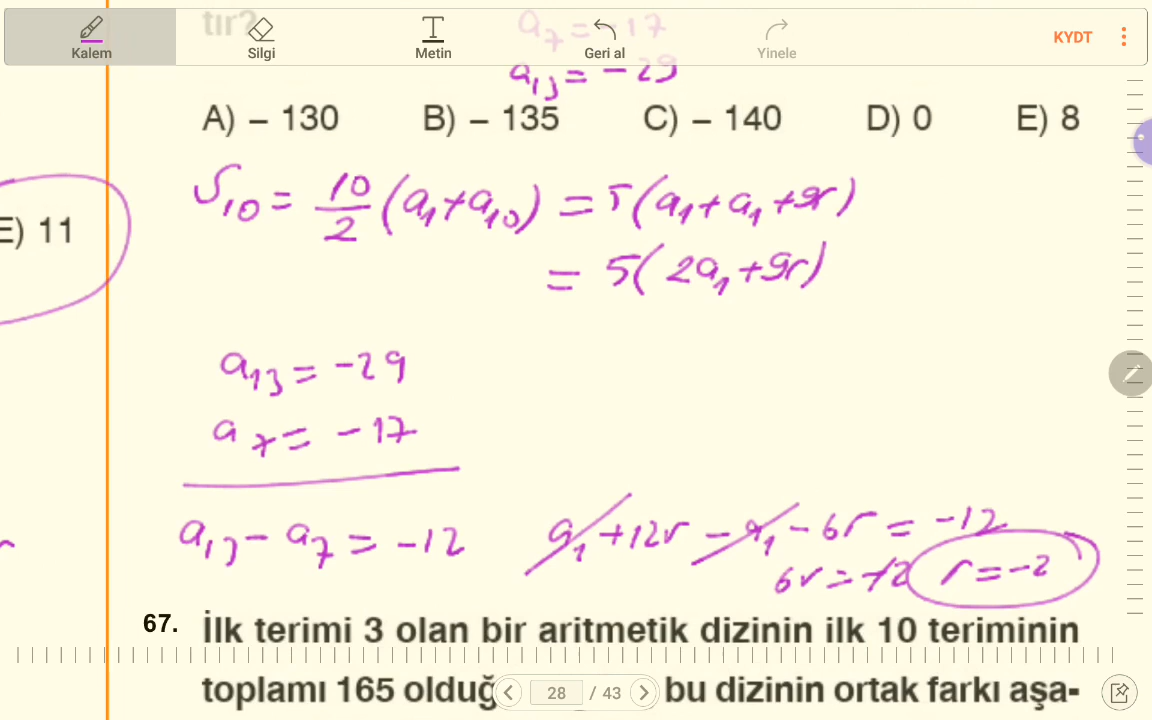 tır?
a7 = -17
Kalem Silgi Metin Geri al Yinele KYDT
a13 = -29
A) – 130 B) – 135 C) – 140 D) 0 E) 8
S10 = 10/2 (a1+a10) = 5(a1+a1+9r)
E) 11
= 5(2a1+9r)
a13 = -29
a7 = -17
a13 - a7 = -12 a1+12r - a1 - 6r = -12
6r = -12 r = -2
67. İlk terimi 3 olan bir aritmetik dizinin ilk 10 teriminin
toplamı 165 olduğ bu dizinin ortak farkı aşa-
28 / 43